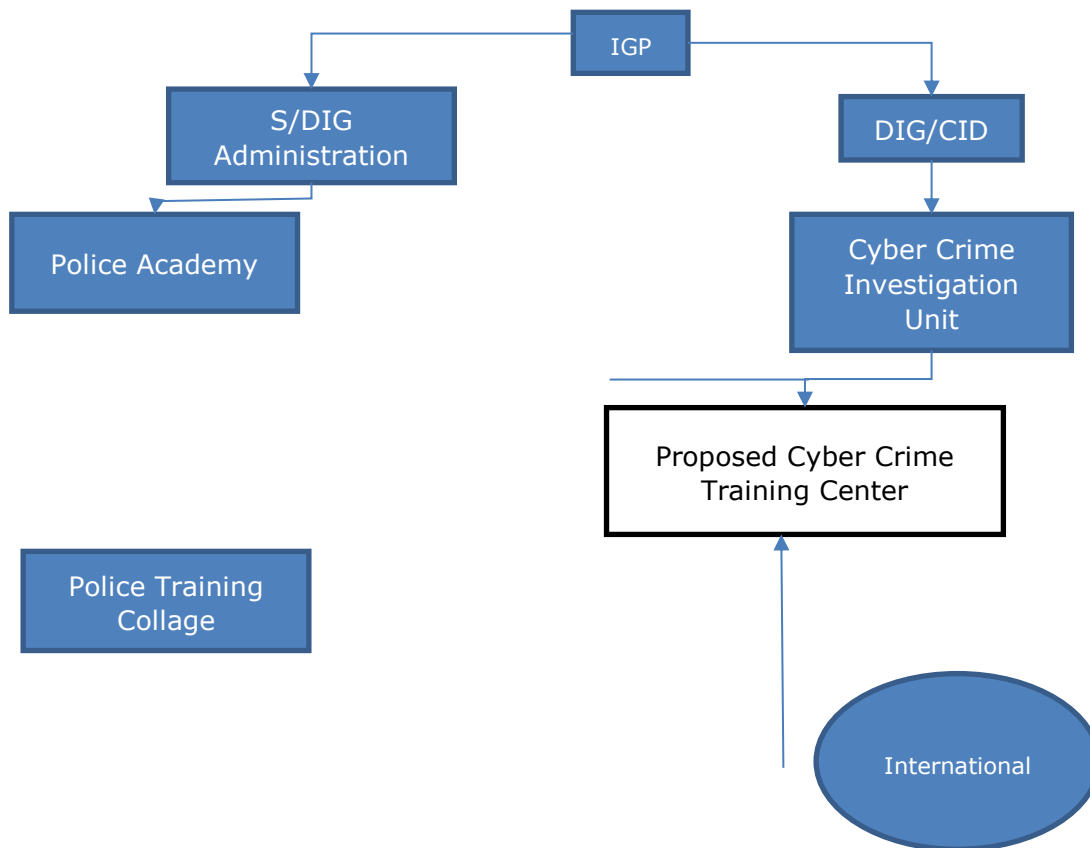 IGP
S/DIG
Administration
DIG/CID
Police Academy
Cyber Crime
Investigation
Unit
Proposed Cyber Crime
Training Center
Police Training
Collage
International